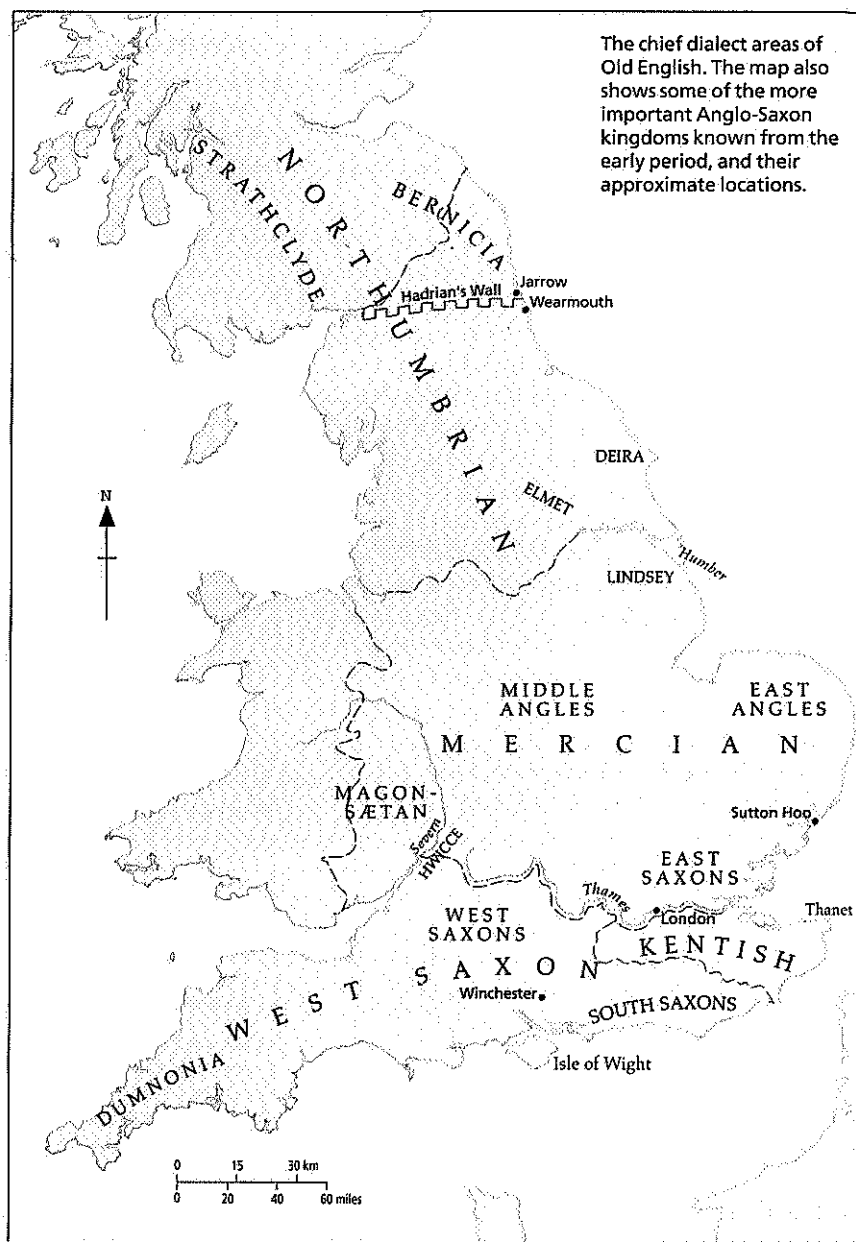 The chief dialect areas of
Old English. The map also
shows some of the more
important Anglo-Saxon
kingdoms known from the
early period, and their
approximate locations.
NORTHUMBRIAN
STRATHCLYDE
BERNICIA
Jarrow
Hadrian's Wall
Wearmouth
DEIRA
ELMET
N
Humber
LINDSEY
MIDDLE
ANGLES
EAST
ANGLES
MERCIAN
MAGON-
SÆTAN
Sutton Hoo
Severn
HWICCE
EAST
SAXONS
Thames
London
Thanet
WEST
SAXONS
KENTISH
WEST SAXON
Winchester
SOUTH SAXONS
Isle of Wight
DUMNONIA
0 15 30 km
0 20 40 60 miles